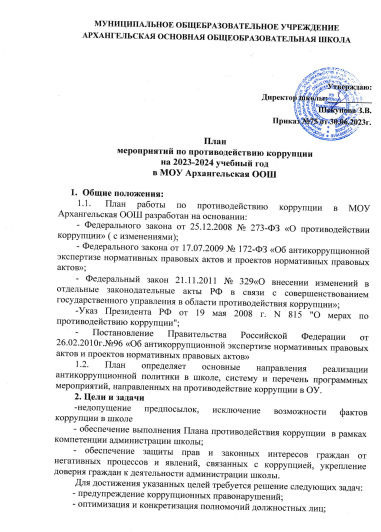 МУНИЦИПАЛЬНОЕ ОБЩЕБРАЗОВАТЕЛЬНОЕ УЧРЕЖДЕНИЕ
АРХАНГЕЛЬСКАЯ ОСНОВНАЯ ОБЩЕОБРАЗОВАТЕЛЬНАЯ ШКОЛА
Утверждаю:
Директор школы:
Шакупова З.В.
Приказ №75 от 30.06.2023г.
План
мероприятий по противодействию коррупции
на 2023-2024 учебный год
в МОУ Архангельская ООШ
1. Общие положения:
1.1. План работы по противодействию коррупции в МОУ
Архангельская ООШ разработан на основании:
- Федерального закона от 25.12.2008 № 273-ФЗ «О противодействии
коррупции» ( с изменениями);
- Федерального закона от 17.07.2009 № 172-ФЗ «Об антикоррупционной
экспертизе нормативных правовых актов и проектов нормативных правовых
актов»;
- Федеральный закон 21.11.2011 № 329«О внесении изменений в
отдельные законодательные акты РФ в связи с совершенствованием
государственного управления в области противодействия коррупции»;
-Указ Президента РФ от 19 мая 2008 г. N 815 "О мерах по
противодействию коррупции";
- Постановление Правительства Российской Федерации от
26.02.2010г.№96 «Об антикоррупционной экспертизе нормативных правовых
актов и проектов нормативных правовых актов»
1.2. План определяет основные направления реализации
антикоррупционной политики в школе, систему и перечень программных
мероприятий, направленных на противодействие коррупции в ОУ.
2. Цели и задачи
-недопущение предпосылок, исключение возможности фактов
коррупции в школе
- обеспечение выполнения Плана противодействия коррупции в рамках
компетенции администрации школы;
- обеспечение защиты прав и законных интересов граждан от
негативных процессов и явлений, связанных с коррупцией, укрепление
доверия граждан к деятельности администрации школы.
Для достижения указанных целей требуется решение следующих задач:
- предупреждение коррупционных правонарушений;
- оптимизация и конкретизация полномочий должностных лиц;